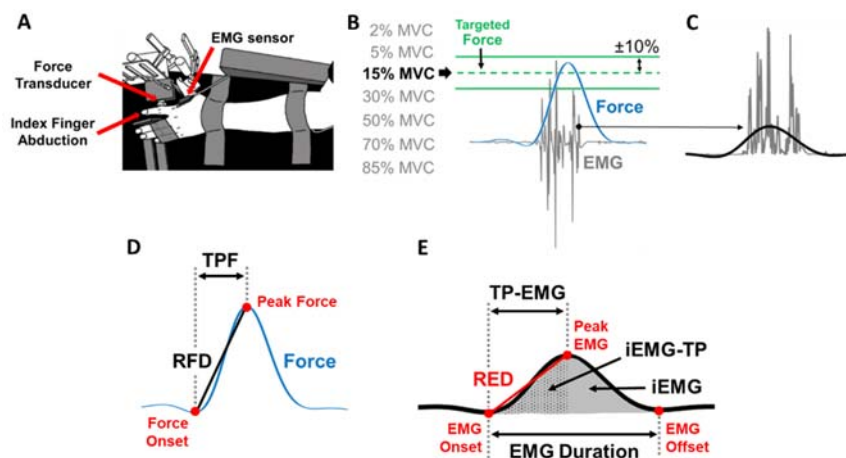 A
EMG sensor
Force
Transducer
Index Finger
Abduction
B
2% MVC
5% MVC
15% MVC
30% MVC
50% MVC
70% MVC
85% MVC
Targeted
Force
±10%
Force
EMG
C
D
TPF
Peak Force
RFD
Force
Force
Onset
E
TP-EMG
Peak
EMG
iEMG-TP
RED
iEMG
EMG
Onset
EMG Duration
EMG
Offset